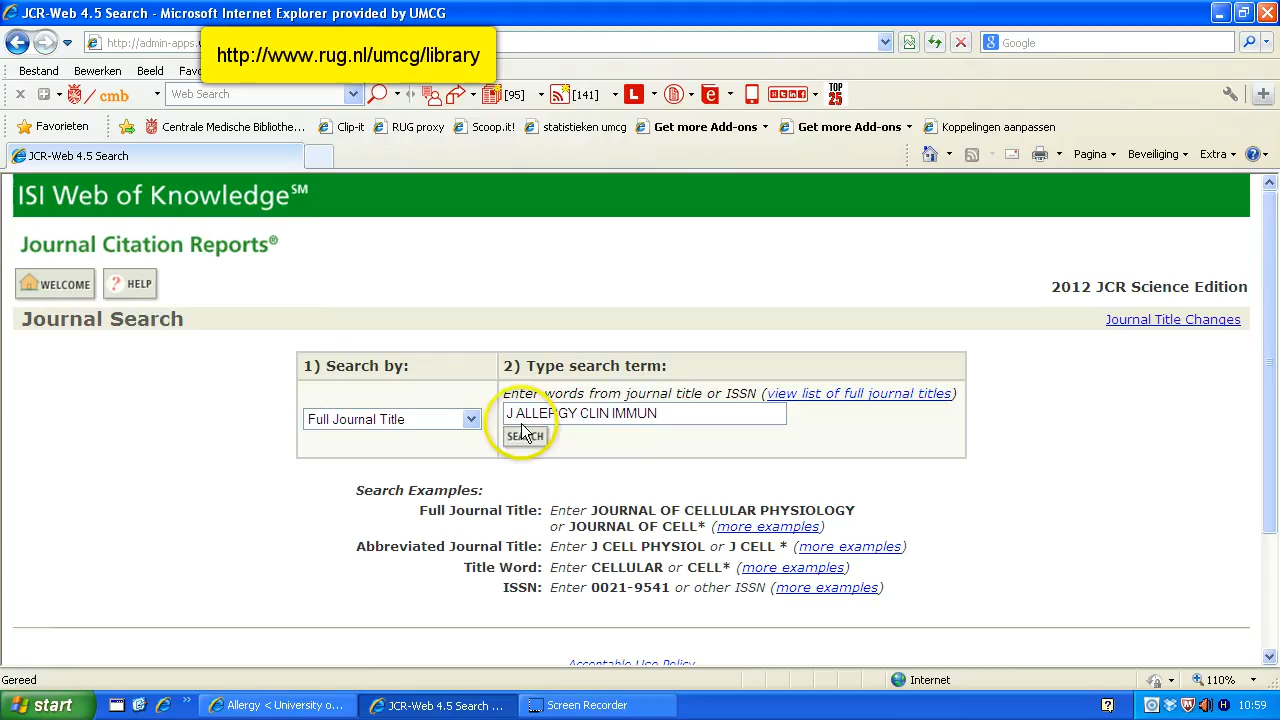 JCR-Web 4.5 Search - Microsoft Internet Explorer provided by UMCG
http://admin-apps.
http://www.rug.nl/umcg/library
Google
Bestand Bewerken Beeld Fav
cmb Web Search [95] [141] TOP 25
Favorieten Centrale Medische Bibliothe... Clip-it RUG proxy Scoop.it! statistieken umcg Get more Add-ons Get more Add-ons Koppelingen aanpassen
JCR-Web 4.5 Search Pagina Beveiliging Extra
ISI Web of Knowledge℠
Journal Citation Reports®
WELCOME ? HELP
2012 JCR Science Edition
Journal Search
Journal Title Changes
1) Search by: 2) Type search term:
Enter words from journal title or ISSN (view list of full journal titles)
Full Journal Title J ALLERGY CLIN IMMUN
SEARCH
Search Examples:
Full Journal Title: Enter JOURNAL OF CELLULAR PHYSIOLOGY
or JOURNAL OF CELL* (more examples)
Abbreviated Journal Title: Enter J CELL PHYSIOL or J CELL * (more examples)
Title Word: Enter CELLULAR or CELL* (more examples)
ISSN: Enter 0021-9541 or other ISSN (more examples)
Acceptable Use Policy
Gereed Internet 110%
start Allergy < University o... JCR-Web 4.5 Search ... Screen Recorder 10:59